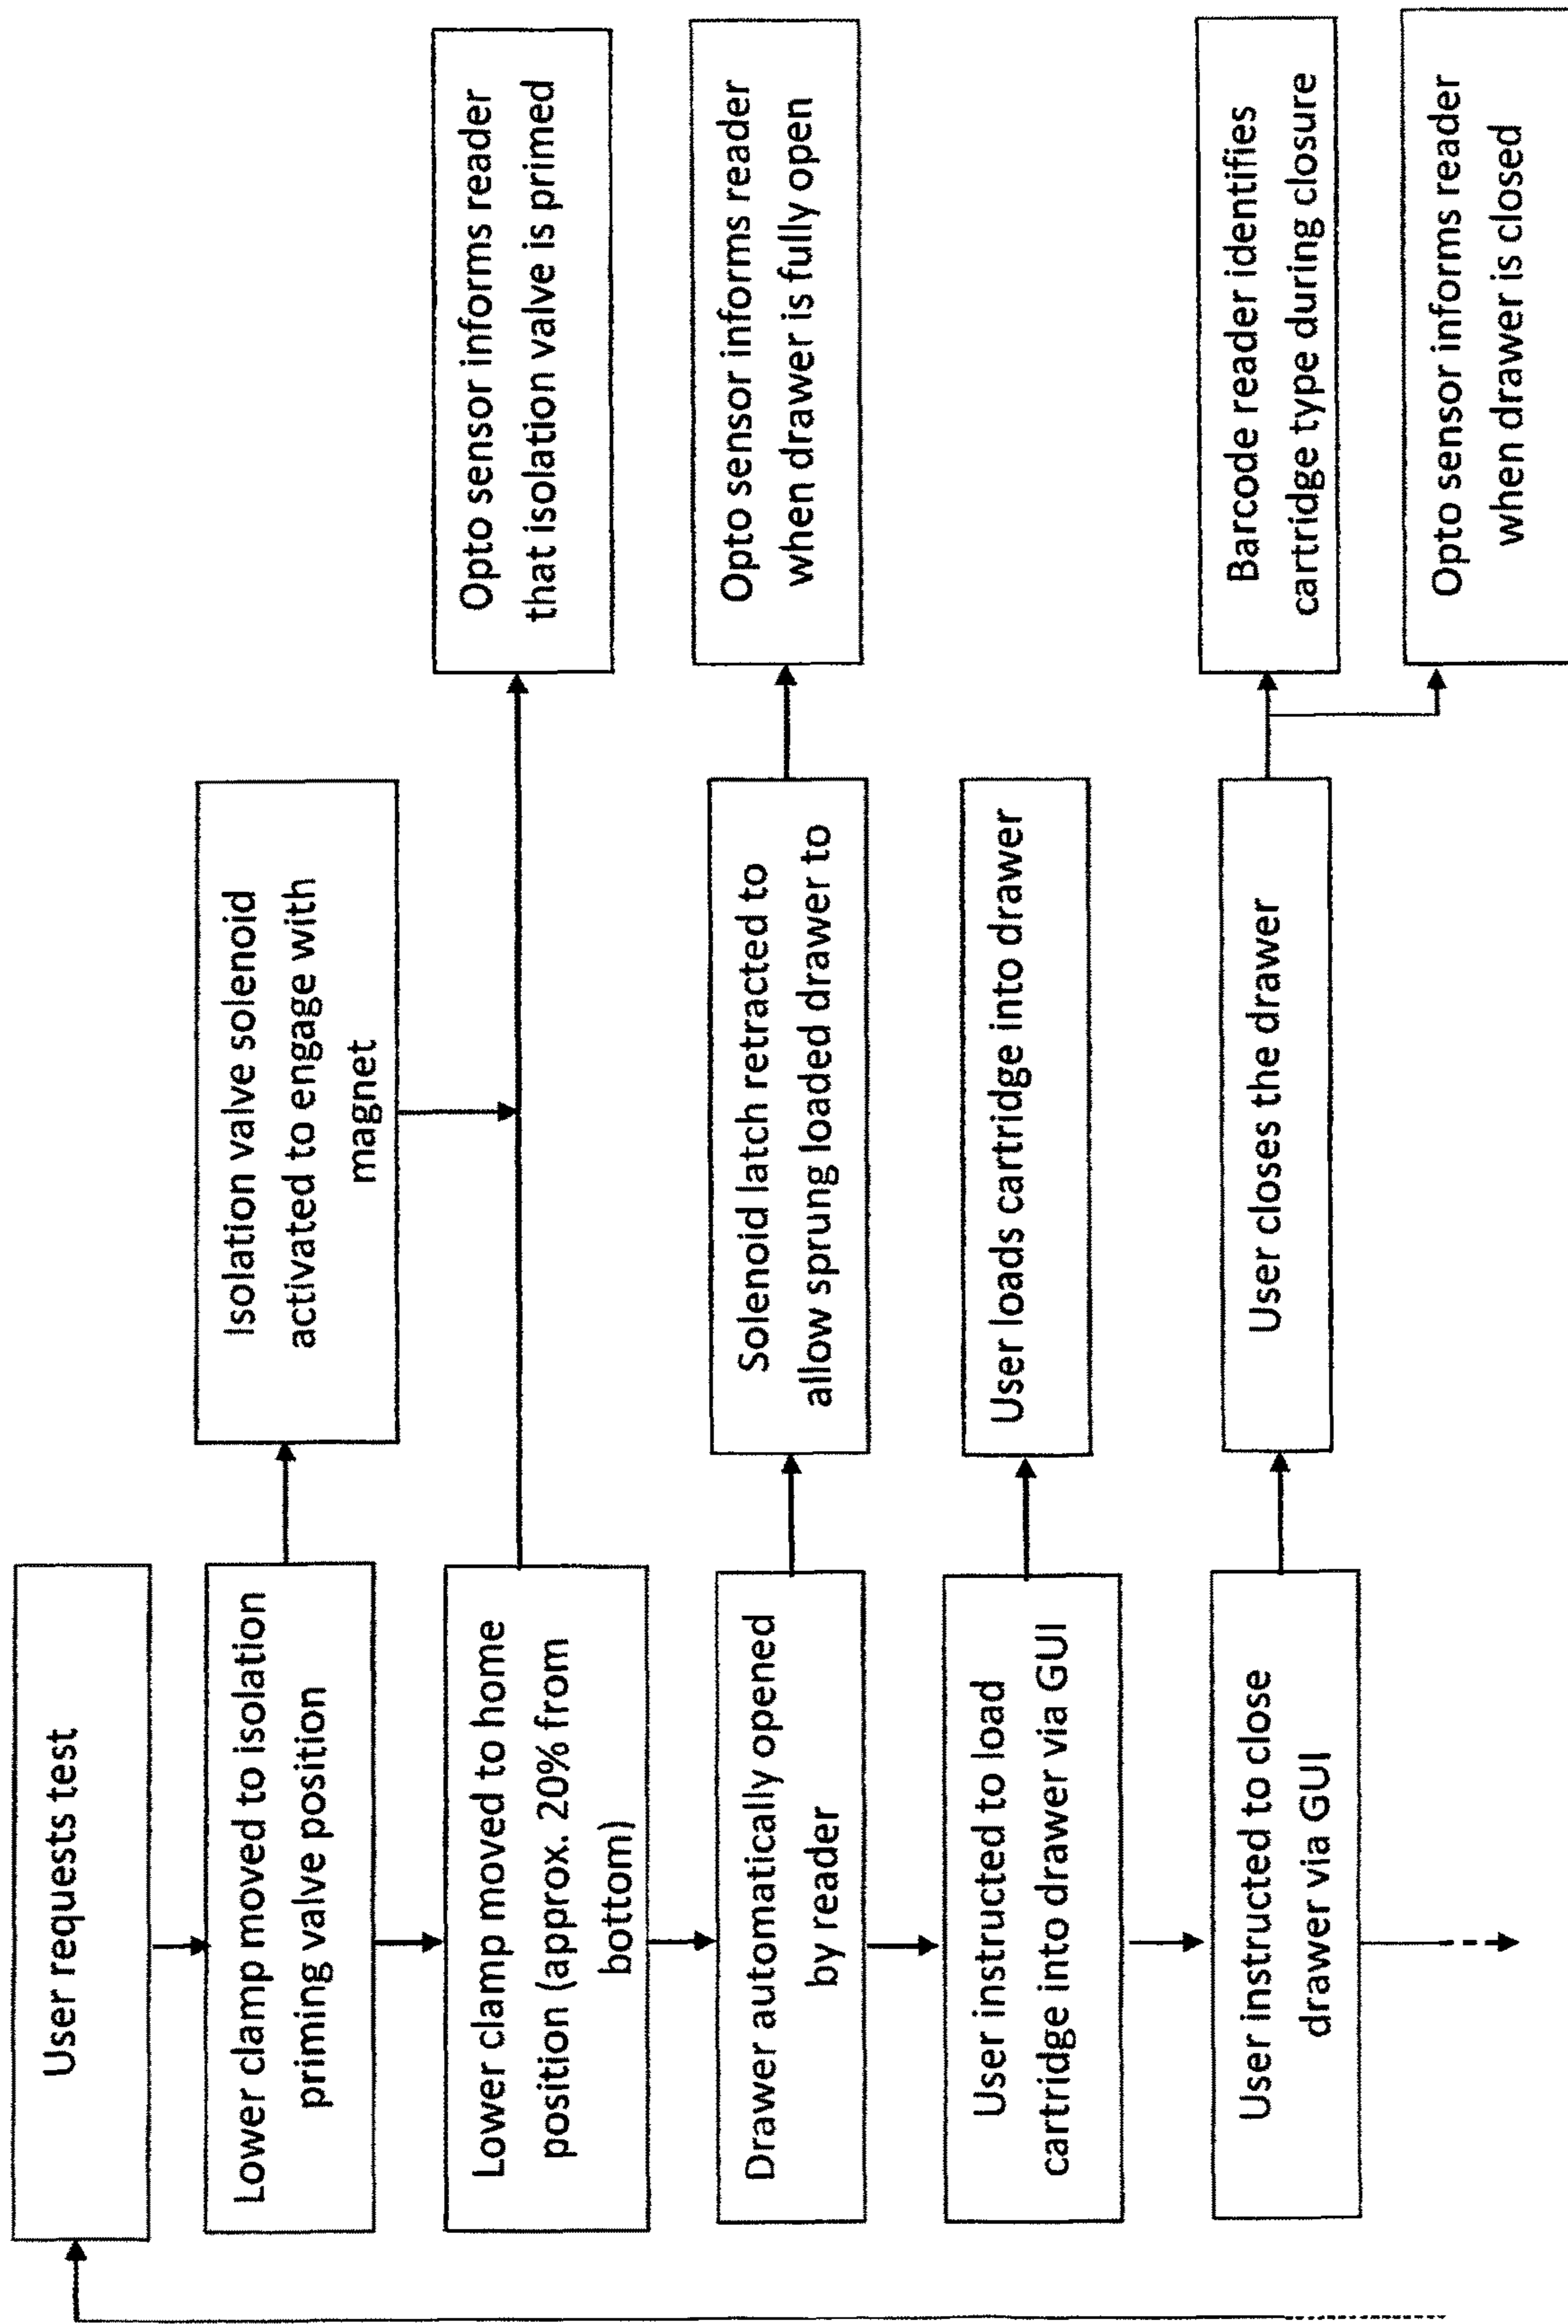 User requests test
Lower clamp moved to isolation
priming valve position
Isolation valve solenoid
activated to engage with
magnet
Lower clamp moved to home
position (approx. 20% from
bottom)
Opto sensor informs reader
that isolation valve is primed
Drawer automatically opened
by reader
Solenoid latch retracted to
allow sprung loaded drawer to
Opto sensor informs reader
when drawer is fully open
User instructed to load
cartridge into drawer via GUI
User loads cartridge into drawer
User instructed to close
drawer via GUI
User closes the drawer
Barcode reader identifies
cartridge type during closure
Opto sensor informs reader
when drawer is closed